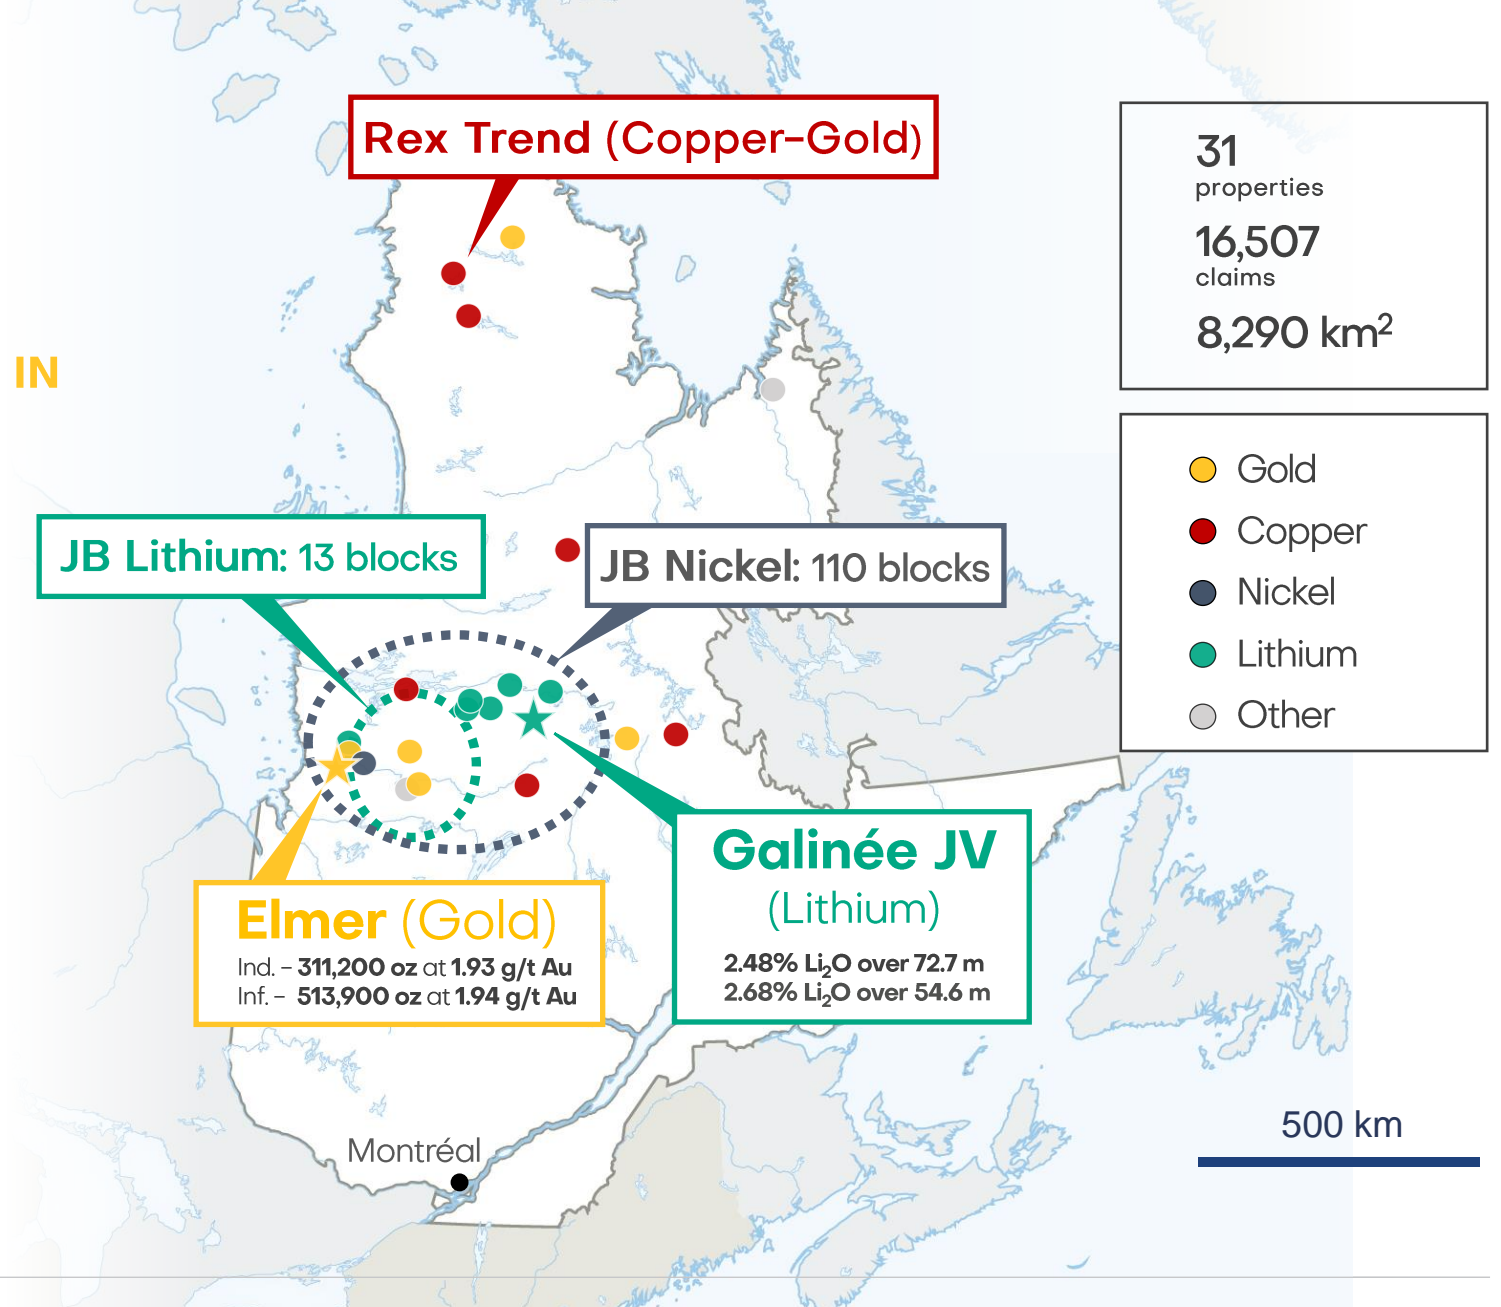 Rex Trend (Copper-Gold)
31
properties
16,507
claims
8,290 km²
IN
Gold
Copper
Nickel
Lithium
Other
JB Lithium: 13 blocks
JB Nickel: 110 blocks
Galinée JV
(Lithium)
2.48% Li₂O over 72.7 m
2.68% Li₂O over 54.6 m
Elmer (Gold)
Ind. – 311,200 oz at 1.93 g/t Au
Inf. – 513,900 oz at 1.94 g/t Au
500 km
Montréal